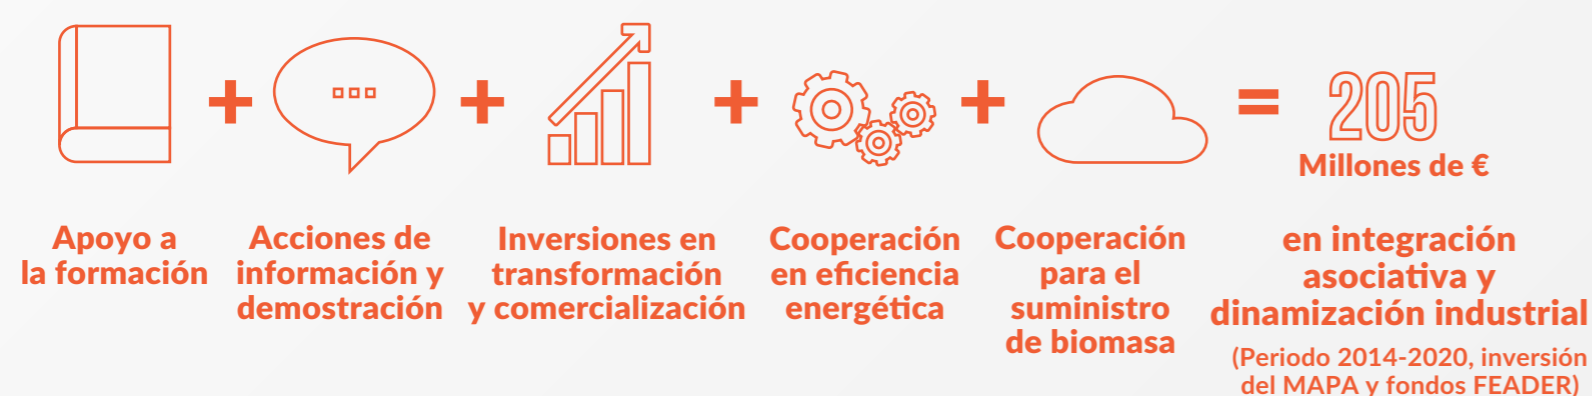 + + + + = 205
Millones de €
Apoyo a
la formación
Acciones de
información y
demostración
Inversiones en
transformación
y comercialización
Cooperación
en eficiencia
energética
Cooperación
para el
suministro
de biomasa
en integración
asociativa y
dinamización industrial
(Periodo 2014-2020, inversión
del MAPA y fondos FEADER)